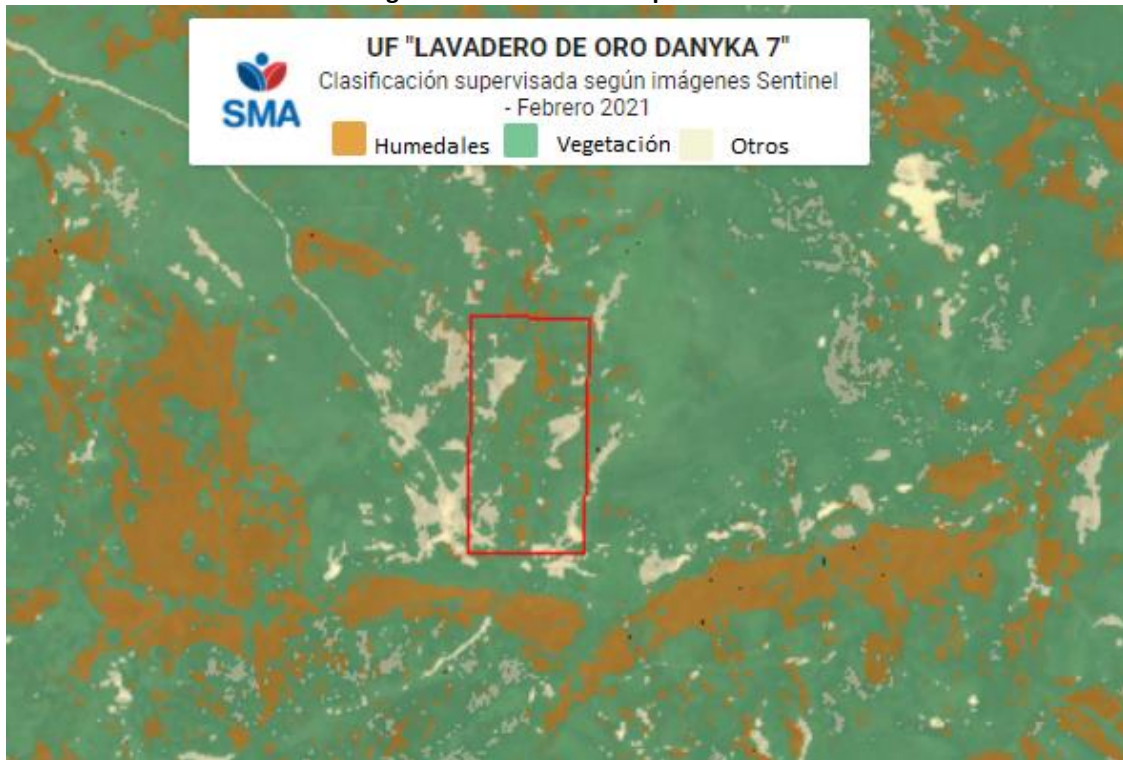 UF "LAVADERO DE ORO DANYKA 7"
Clasificación supervisada según imágenes Sentinel
- Febrero 2021
SMA
Humedales Vegetación Otros